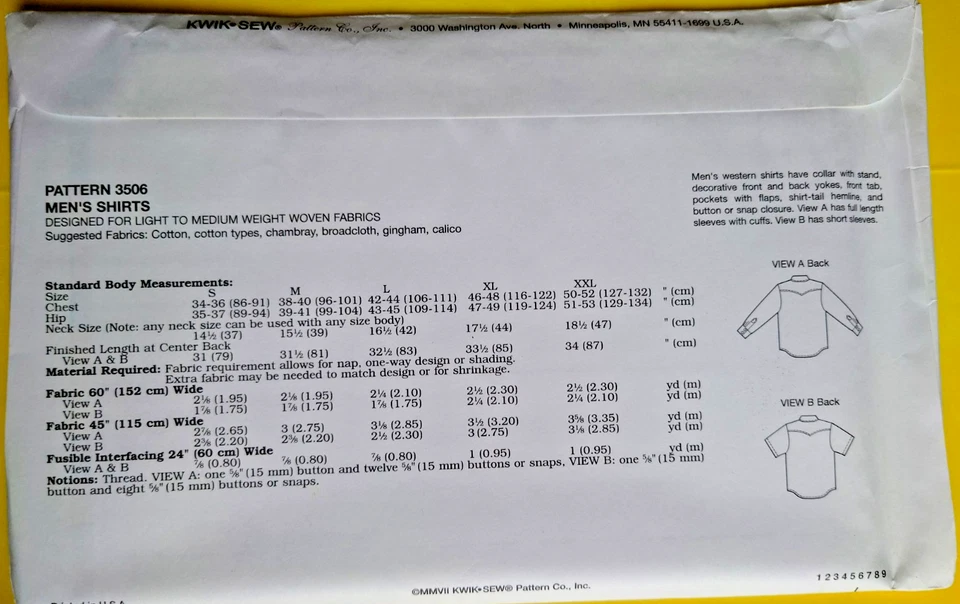 KWIK•SEW® Pattern Co., Inc. • 3000 Washington Ave. North • Minneapolis, MN 55411-1699 U.S.A.
PATTERN 3506
MEN'S SHIRTS
DESIGNED FOR LIGHT TO MEDIUM WEIGHT WOVEN FABRICS
Suggested Fabrics: Cotton, cotton types, chambray, broadcloth, gingham, calico
Men's western shirts have collar with stand,
decorative front and back yokes, front tab,
pockets with flaps, shirt-tail hemline, and
button or snap closure. View A has full length
sleeves with cuffs. View B has short sleeves.
VIEW A Back
VIEW B Back
Standard Body Measurements:
Size S M L XL XXL
Chest 34-36 (86-91) 38-40 (96-101) 42-44 (106-111) 46-48 (116-122) 50-52 (127-132) " (cm)
Hip 35-37 (89-94) 39-41 (99-104) 43-45 (109-114) 47-49 (119-124) 51-53 (129-134) " (cm)
Neck Size (Note: any neck size can be used with any size body)
14½ (37) 15½ (39) 16½ (42) 17½ (44) 18½ (47) " (cm)
Finished Length at Center Back
View A & B 31 (79) 31½ (81) 32½ (83) 33½ (85) 34 (87) " (cm)
Material Required: Fabric requirement allows for nap, one-way design or shading.
Extra fabric may be needed to match design or for shrinkage.
Fabric 60" (152 cm) Wide
View A 2⅛ (1.95) 2⅛ (1.95) 2¼ (2.10) 2½ (2.30) 2½ (2.30) yd (m)
View B 1⅞ (1.75) 1⅞ (1.75) 1⅞ (1.75) 2¼ (2.10) 2¼ (2.10) yd (m)
Fabric 45" (115 cm) Wide
View A 2⅞ (2.65) 3 (2.75) 3⅛ (2.85) 3½ (3.20) 3⅝ (3.35) yd (m)
View B 2⅜ (2.20) 2⅜ (2.20) 2½ (2.30) 3 (2.75) 3⅛ (2.85) yd (m)
Fusible Interfacing 24" (60 cm) Wide
View A & B ⅞ (0.80) ⅞ (0.80) ⅞ (0.80) 1 (0.95) 1 (0.95) yd (m)
Notions: Thread. VIEW A: one ⅝" (15 mm) button and twelve ⅝" (15 mm) buttons or snaps, VIEW B: one ⅝" (15 mm)
button and eight ⅝" (15 mm) buttons or snaps.
©MMVII KWIK•SEW® Pattern Co., Inc.
1 2 3 4 5 6 7 8 9
Printed in U.S.A.